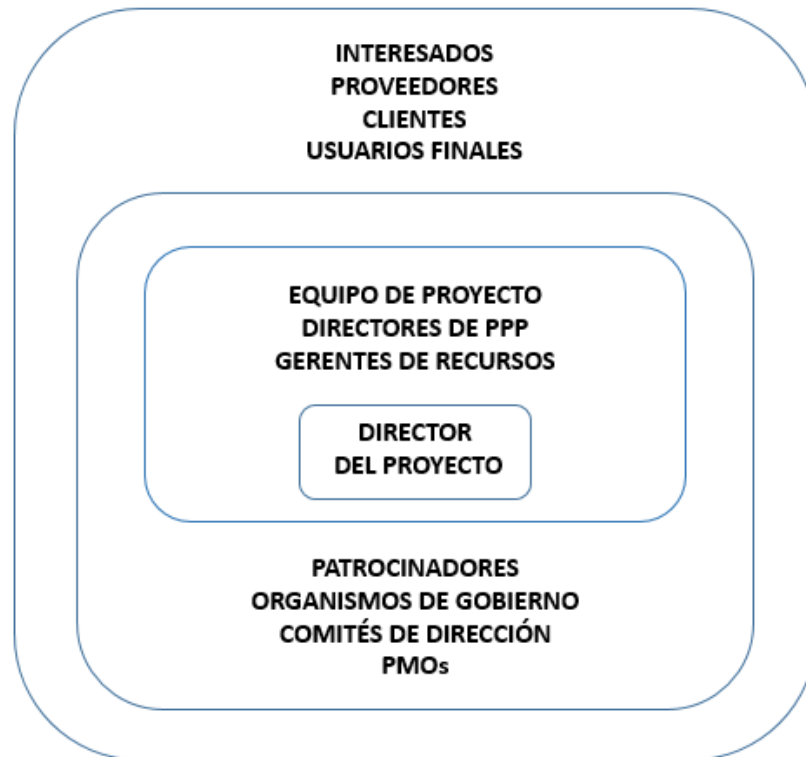 INTERESADOS
PROVEEDORES
CLIENTES
USUARIOS FINALES
EQUIPO DE PROYECTO
DIRECTORES DE PPP
GERENTES DE RECURSOS
DIRECTOR
DEL PROYECTO
PATROCINADORES
ORGANISMOS DE GOBIERNO
COMITÉS DE DIRECCIÓN
PMOs